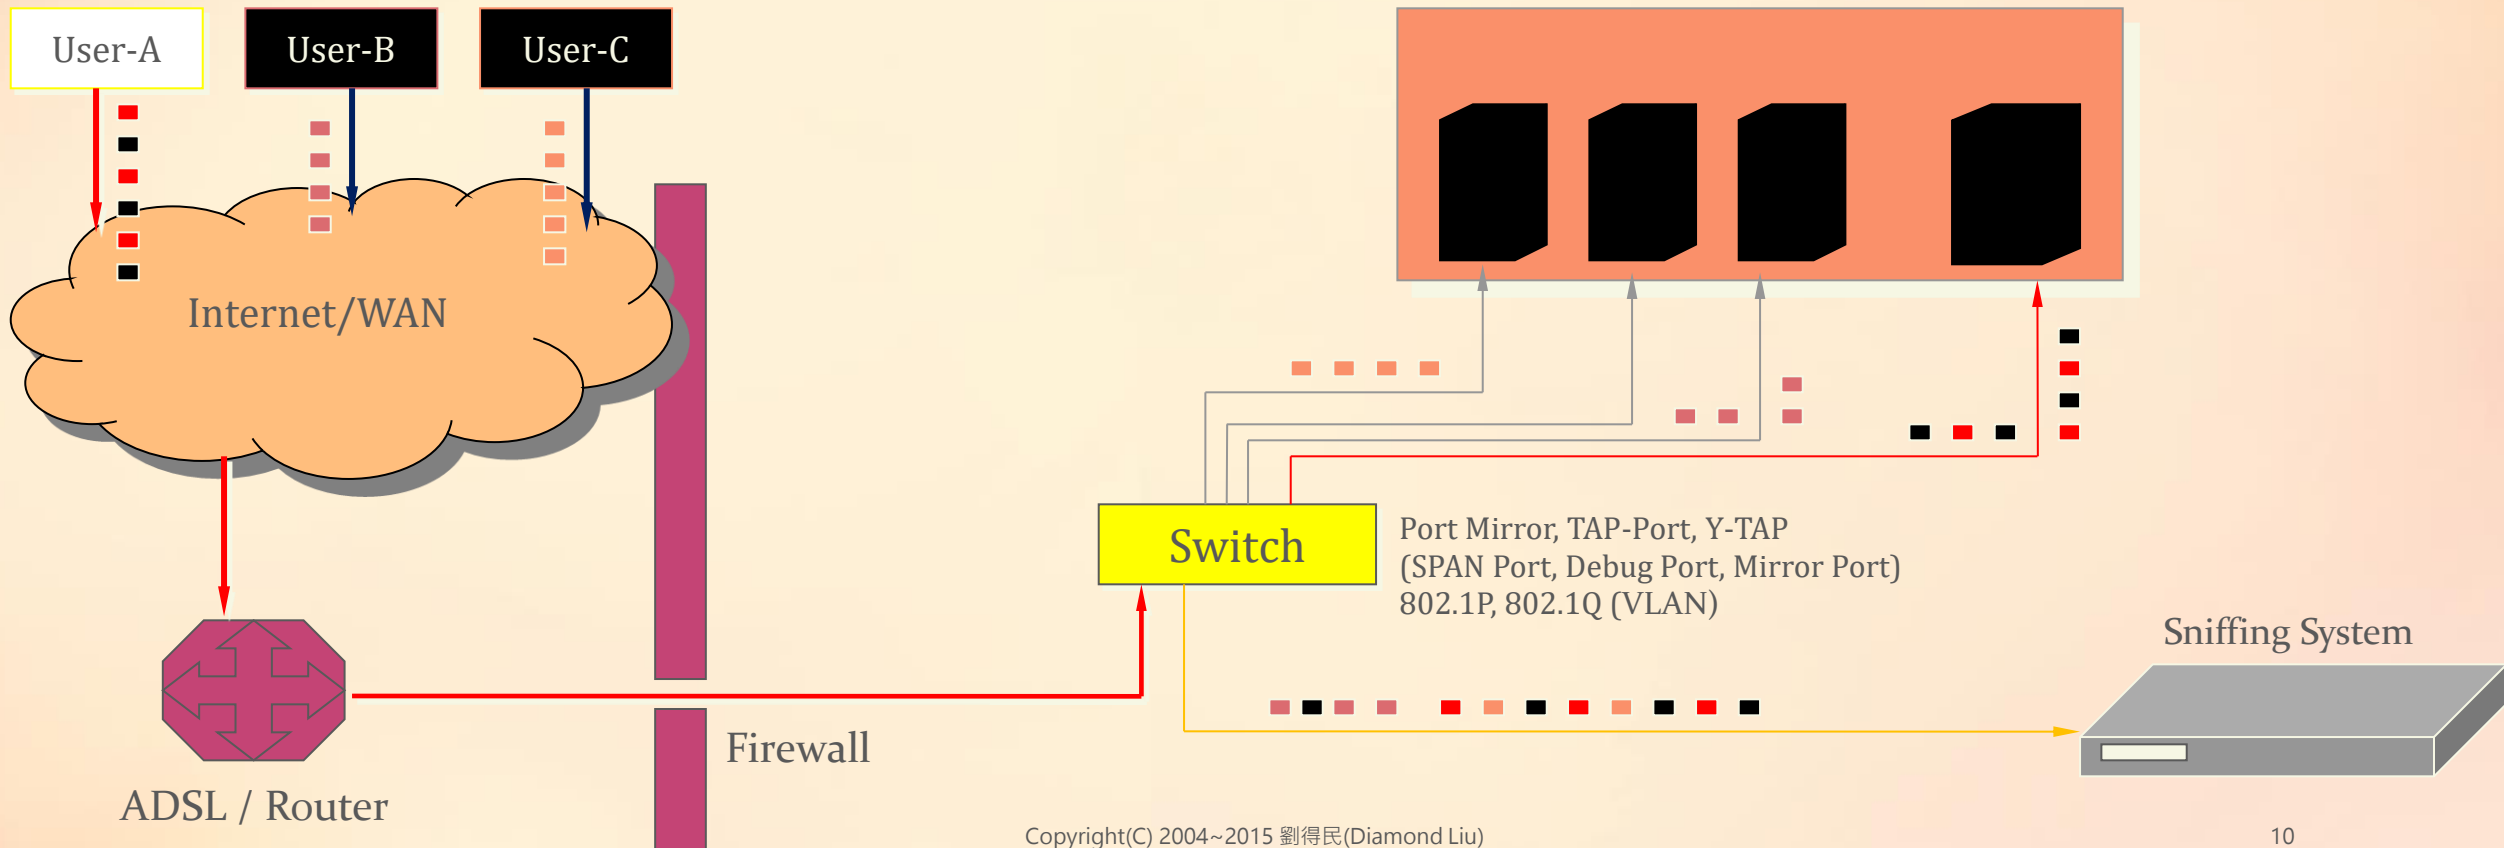 User-A
User-B
User-C
Internet/WAN
Switch
Port Mirror, TAP-Port, Y-TAP
(SPAN Port, Debug Port, Mirror Port)
802.1P, 802.1Q (VLAN)
Sniffing System
Firewall
ADSL / Router
Copyright(C) 2004~2015 劉得民(Diamond Liu)
10